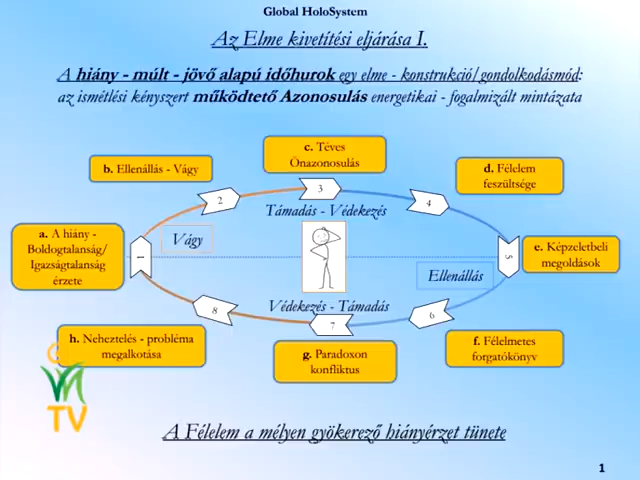 Global HoloSystem
Az Elme kivetítési eljárása I.
A hiány - múlt - jövő alapú időhurok egy elme - konstrukció/gondolkodásmód:
az ismétlési kényszert működtető Azonosulás energetikai - fogalmizált mintázata
c. Téves
Önazonosulás
b. Ellenállás - Vágy
d. Félelem
feszültsége
2
3
4
Támadás - Védekezés
a. A hiány -
Boldogtalanság/
Igazságtalanság
érzete
Vágy
1
5
e. Képzeletbeli
megoldások
Ellenállás
Védekezés - Támadás
8
7
6
h. Neheztelés - probléma
megalkotása
g. Paradoxon
konfliktus
f. Félelmetes
forgatókönyv
TV
A Félelem a mélyen gyökerező hiányérzet tünete
1